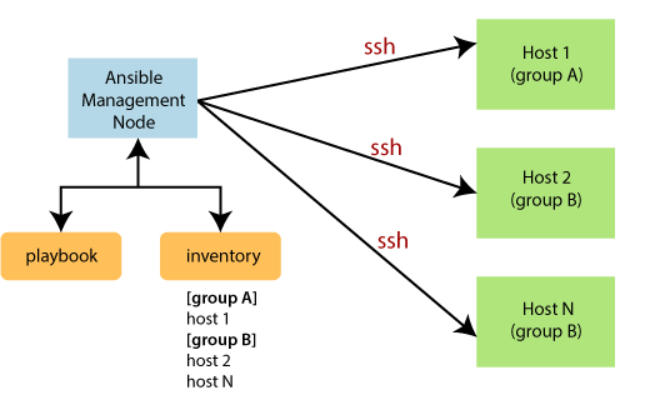 Ansible
Management
Node
ssh
Host 1
(group A)
ssh
Host 2
(group B)
ssh
Host N
(group B)
playbook
inventory
[group A]
host 1
[group B]
host 2
host N